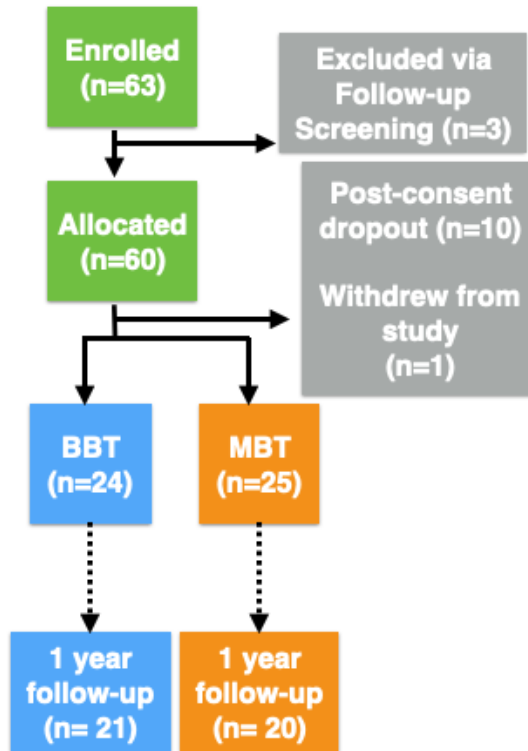 Enrolled
(n=63)
Excluded via
Follow-up
Screening (n=3)
Allocated
(n=60)
Post-consent
dropout (n=10)
Withdrew from
study
(n=1)
BBT
(n=24)
MBT
(n=25)
1 year
follow-up
(n= 21)
1 year
follow-up
(n= 20)